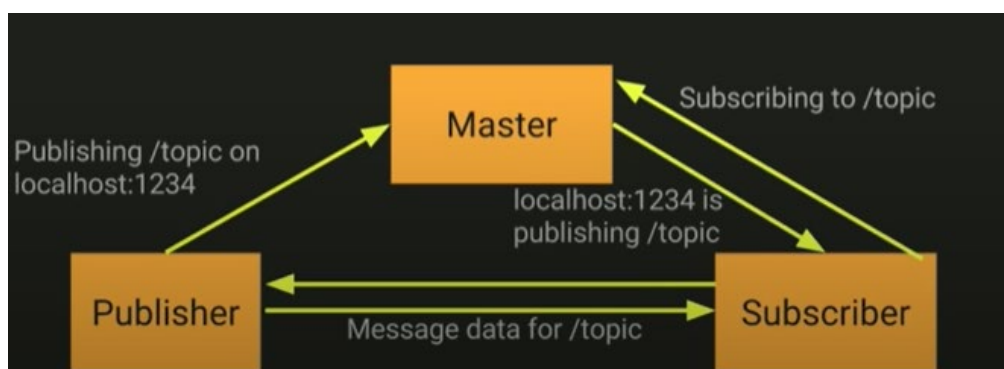 Master
Subscribing to /topic
Publishing /topic on
localhost:1234
localhost:1234 is
publishing /topic
Publisher
Message data for /topic
Subscriber